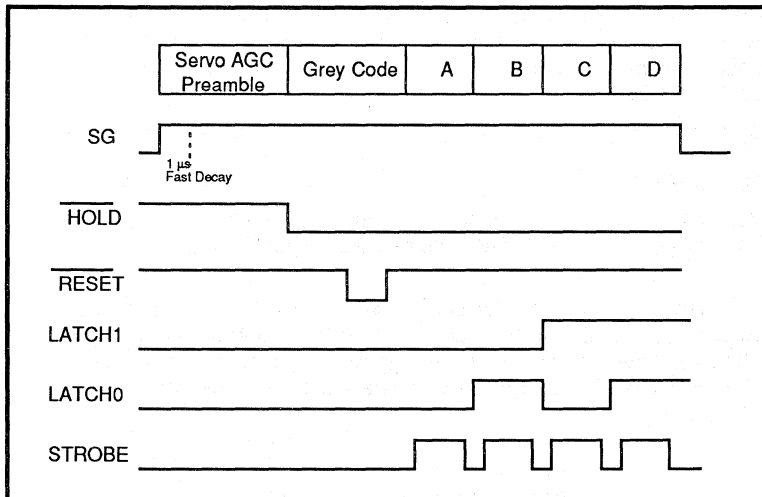 Servo AGC
Preamble
Grey Code
A
B
C
D
SG
1 µs
Fast Decay
HOLD
RESET
LATCH1
LATCH0
STROBE